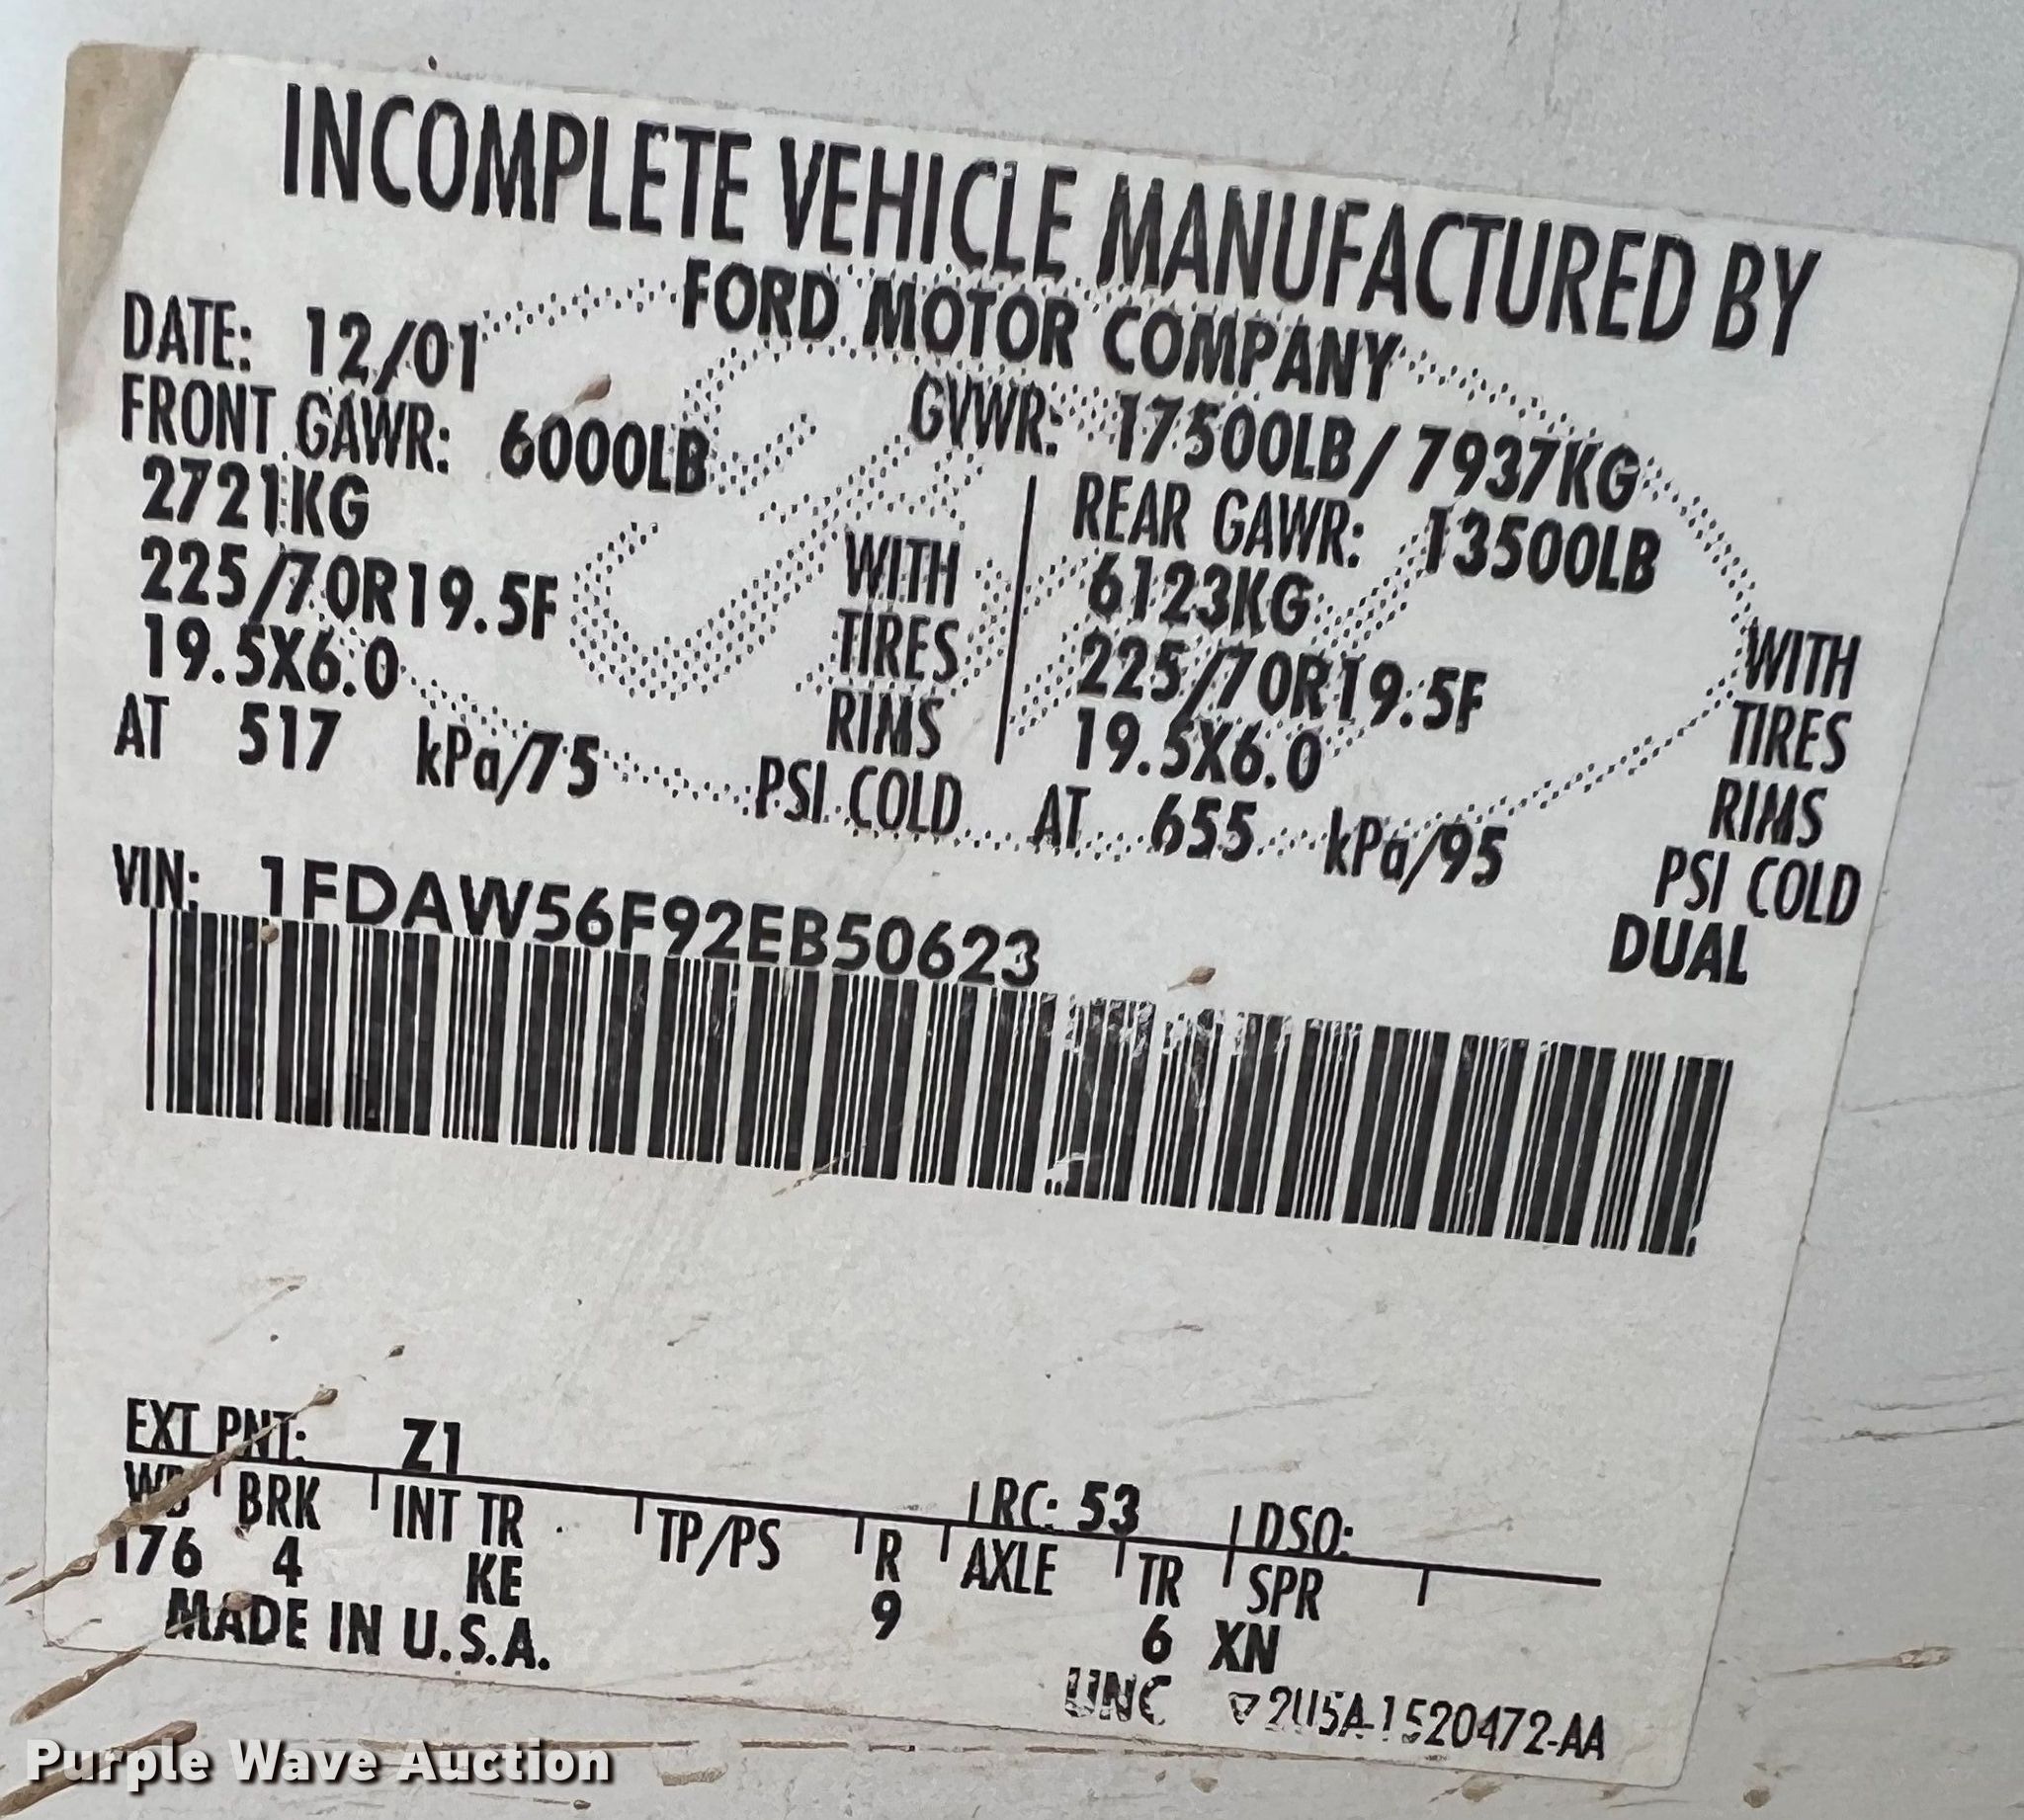 INCOMPLETE VEHICLE MANUFACTURED BY
FORD MOTOR COMPANY
DATE: 12/01
GVWR: 17500LB/ 7937KG
FRONT GAWR: 6000LB
REAR GAWR: 13500LB
2721KG
WITH
6123KG
WITH
225/70R19.5F
TIRES
225/70R19.5F
TIRES
19.5X6.0
RIMS
19.5X6.0
RIMS
AT 517 kPa/75 PSI COLD AT 655 kPa/95 PSI COLD
DUAL
VIN: 1FDAW56F92EB50623
EXT PNT: Z1 RC: 53 DSO:
WB BRK INT TR TP/PS R AXLE TR SPR
176 4 KE 9 6 XN
MADE IN U.S.A.
UNC ▽2U5A-1520472-AA
Purple Wave Auction